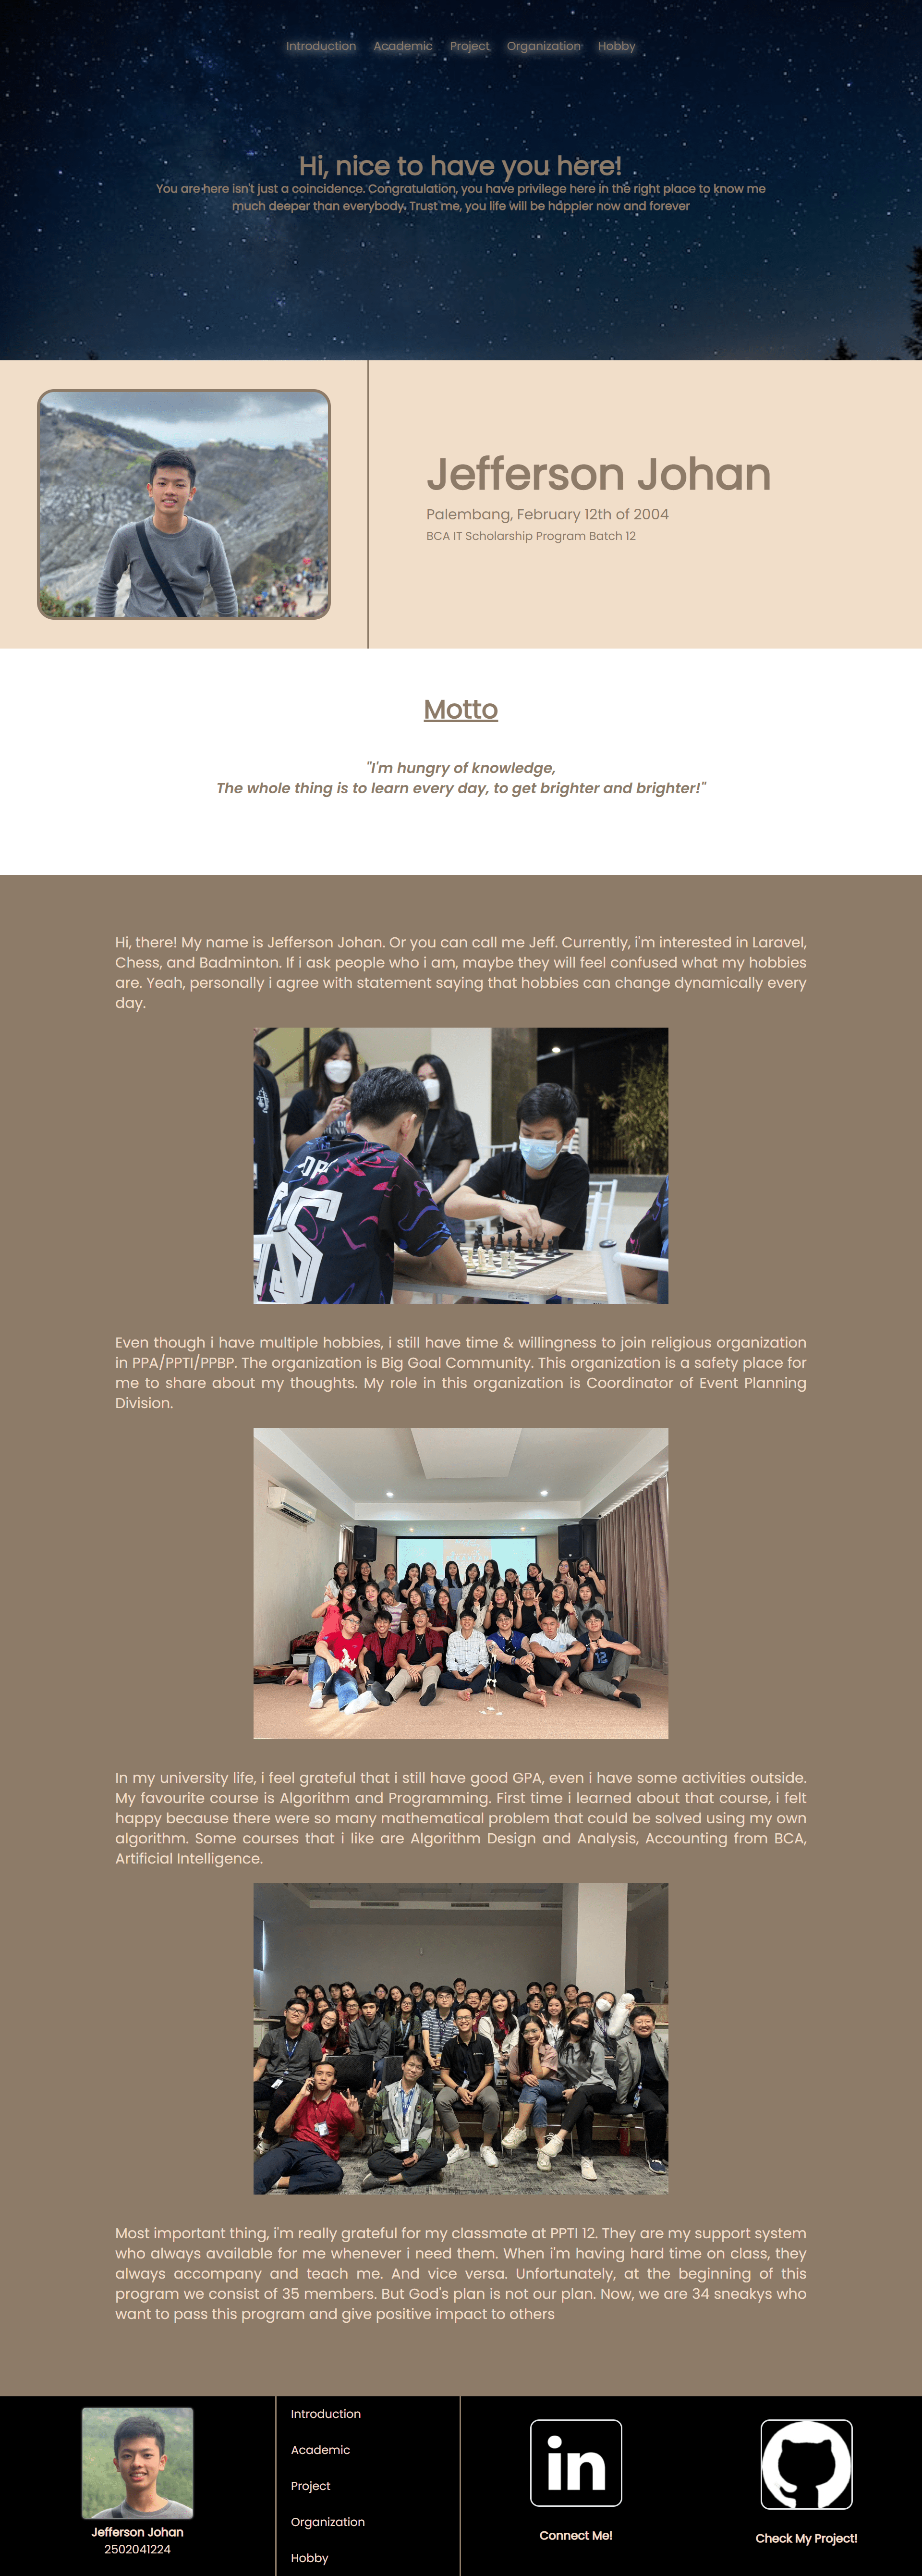 Introduction Academic Project Organization Hobby
Hi, nice to have you here!
You are here isn't just a coincidence. Congratulation, you have privilege here in the right place to know me
much deeper than everybody. Trust me, you life will be happier now and forever
Jefferson Johan
Palembang, February 12th of 2004
BCA IT Scholarship Program Batch 12
Motto
"I'm hungry of knowledge,
The whole thing is to learn every day, to get brighter and brighter!"
Hi, there! My name is Jefferson Johan. Or you can call me Jeff. Currently, i'm interested in Laravel,
Chess, and Badminton. If i ask people who i am, maybe they will feel confused what my hobbies
are. Yeah, personally i agree with statement saying that hobbies can change dynamically every
day.
Even though i have multiple hobbies, i still have time & willingness to join religious organization
in PPA/PPTI/PPBP. The organization is Big Goal Community. This organization is a safety place for
me to share about my thoughts. My role in this organization is Coordinator of Event Planning
Division.
12
In my university life, i feel grateful that i still have good GPA, even i have some activities outside.
My favourite course is Algorithm and Programming. First time i learned about that course, i felt
happy because there were so many mathematical problem that could be solved using my own
algorithm. Some courses that i like are Algorithm Design and Analysis, Accounting from BCA,
Artificial Intelligence.
Most important thing, i'm really grateful for my classmate at PPTI 12. They are my support system
who always available for me whenever i need them. When i'm having hard time on class, they
always accompany and teach me. And vice versa. Unfortunately, at the beginning of this
program we consist of 35 members. But God's plan is not our plan. Now, we are 34 sneakys who
want to pass this program and give positive impact to others
Jefferson Johan
2502041224
Introduction
Academic
Project
Organization
Hobby
in
Connect Me!
Check My Project!